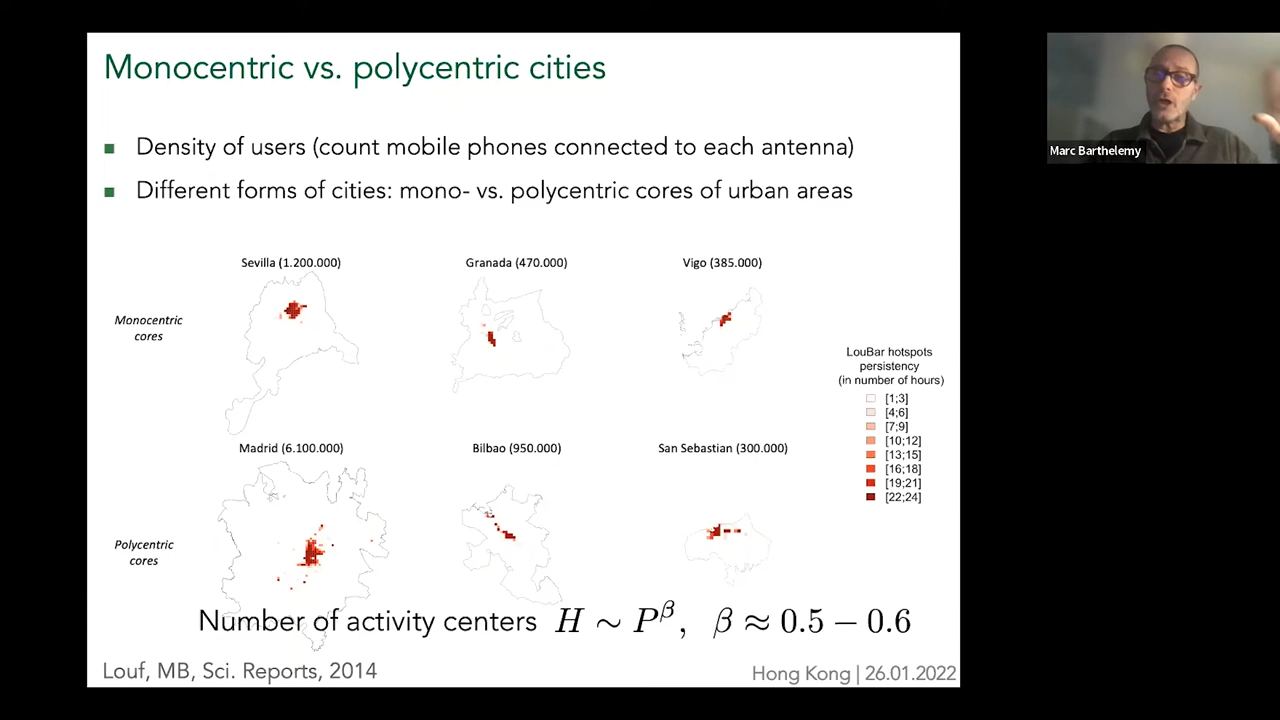 Monocentric vs. polycentric cities
Marc Barthelemy
Density of users (count mobile phones connected to each antenna)
Different forms of cities: mono- vs. polycentric cores of urban areas
Sevilla (1.200.000)
Granada (470.000)
Vigo (385.000)
Monocentric
cores
LouBar hotspots
persistency
(in number of hours)
[1;3]
[4;6]
[7;9]
[10;12]
[13;15]
[16;18]
[19;21]
[22;24]
Madrid (6.100.000)
Bilbao (950.000)
San Sebastian (300.000)
Polycentric
cores
Number of activity centers H ∼ P^β, β ≈ 0.5 − 0.6
Louf, MB, Sci. Reports, 2014
Hong Kong | 26.01.2022